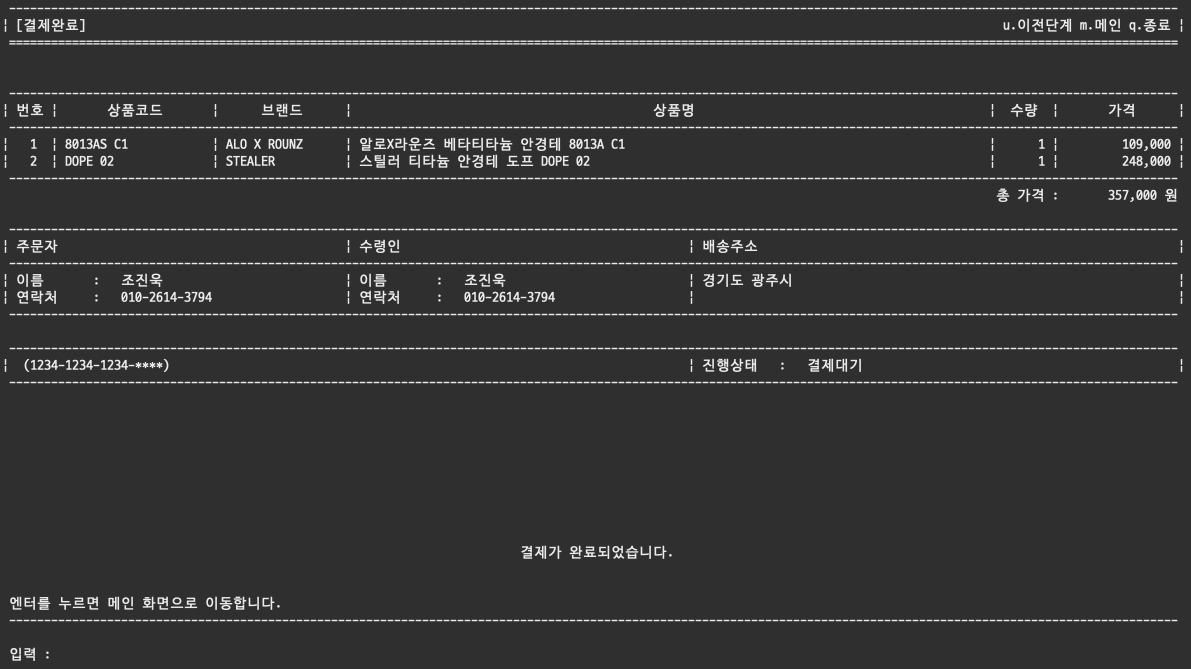 [결제완료] u.이전단계 m.메인 q.종료
번호 | 상품코드 | 브랜드 | 상품명 | 수량 | 가격
1 | 8013AS C1 | ALO X ROUNZ | 알로X라운즈 베타티타늄 안경테 8013A C1 | 1 | 109,000
2 | DOPE 02 | STEALER | 스틸러 티타늄 안경테 도프 DOPE 02 | 1 | 248,000
총 가격 : 357,000 원
주문자 | 수령인 | 배송주소
이름 : 조진욱 | 이름 : 조진욱 | 경기도 광주시
연락처 : 010-2614-3794 | 연락처 : 010-2614-3794 |
(1234-1234-1234-****) | 진행상태 : 결제대기
결제가 완료되었습니다.
엔터를 누르면 메인 화면으로 이동합니다.
입력 :